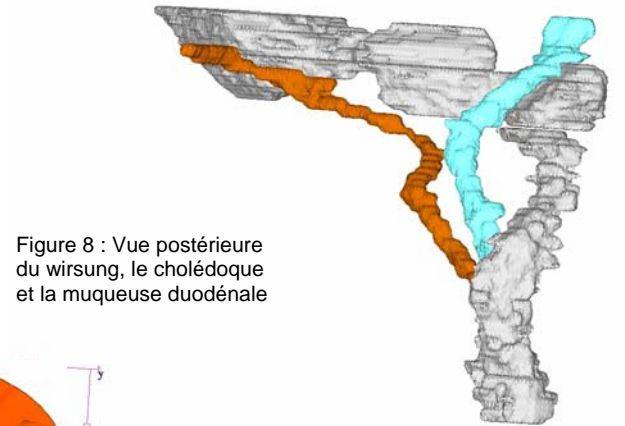 Figure 8 : Vue postérieure
du wirsung, le cholédoque
et la muqueuse duodénale
y